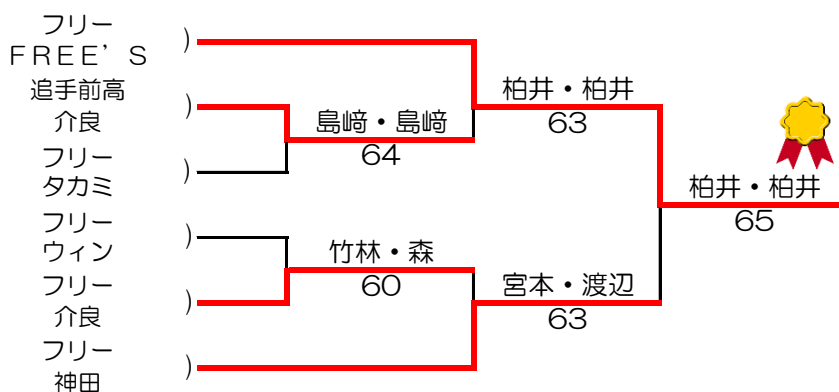 フリー
FREE'S
)
追手前高
介良
)
フリー
タカミ
)
フリー
ウィン
)
フリー
介良
)
フリー
神田
)
島﨑・島﨑
64
竹林・森
60
柏井・柏井
63
宮本・渡辺
63
柏井・柏井
65